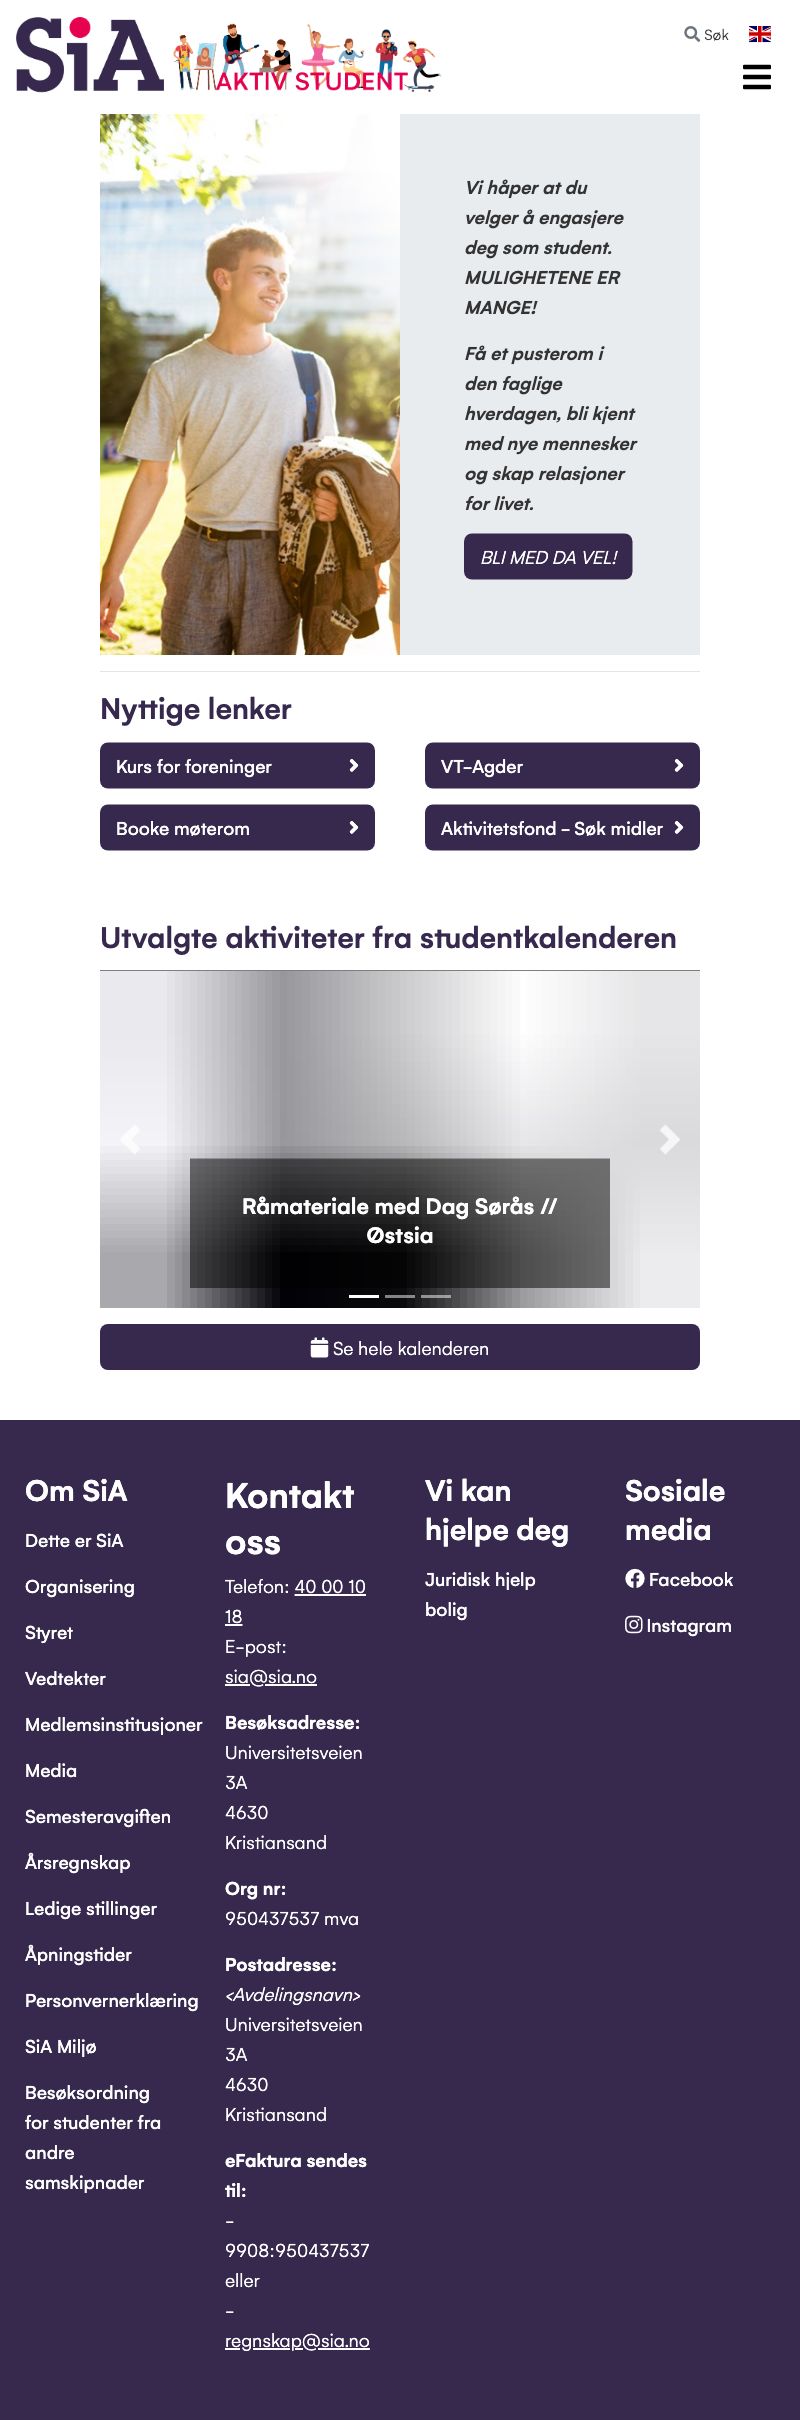 SiA
AKTIV STUDENT
Søk
Vi håper at du
velger å engasjere
deg som student.
MULIGHETENE ER
MANGE!
Få et pusterom i
den faglige
hverdagen, bli kjent
med nye mennesker
og skap relasjoner
for livet.
BLI MED DA VEL!
Nyttige lenker
Kurs for foreninger
VT-Agder
Booke møterom
Aktivitetsfond - Søk midler
Utvalgte aktiviteter fra studentkalenderen
Råmateriale med Dag Sørås //
Østsia
Se hele kalenderen
Om SiA
Dette er SiA
Organisering
Styret
Vedtekter
Medlemsinstitusjoner
Media
Semesteravgiften
Årsregnskap
Ledige stillinger
Åpningstider
Personvernerklæring
SiA Miljø
Besøksordning
for studenter fra
andre
samskipnader
Kontakt
oss
Telefon: 40 00 10
18
E-post:
sia@sia.no
Besøksadresse:
Universitetsveien
3A
4630
Kristiansand
Org nr:
950437537 mva
Postadresse:
<Avdelingsnavn>
Universitetsveien
3A
4630
Kristiansand
eFaktura sendes
til:
-
9908:950437537
eller
-
regnskap@sia.no
Vi kan
hjelpe deg
Juridisk hjelp
bolig
Sosiale
media
Facebook
Instagram